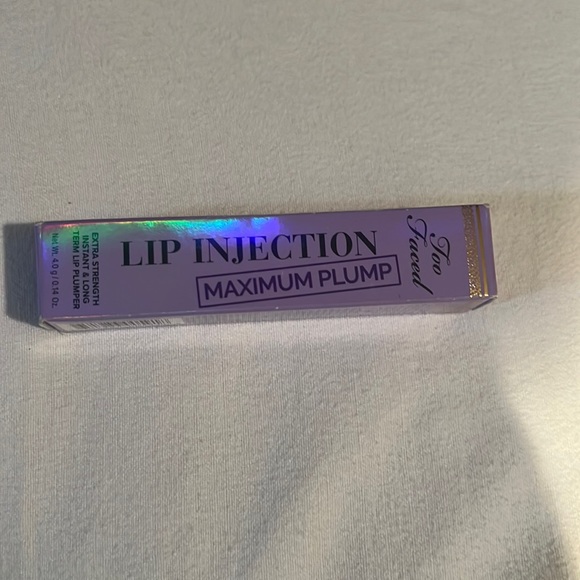 LIP INJECTION
MAXIMUM PLUMP
Too
Faced
EXTRA STRENGTH
INSTANT & LONG
TERM LIP PLUMPER
Net Wt. 4.0 g / 0.14 Oz.